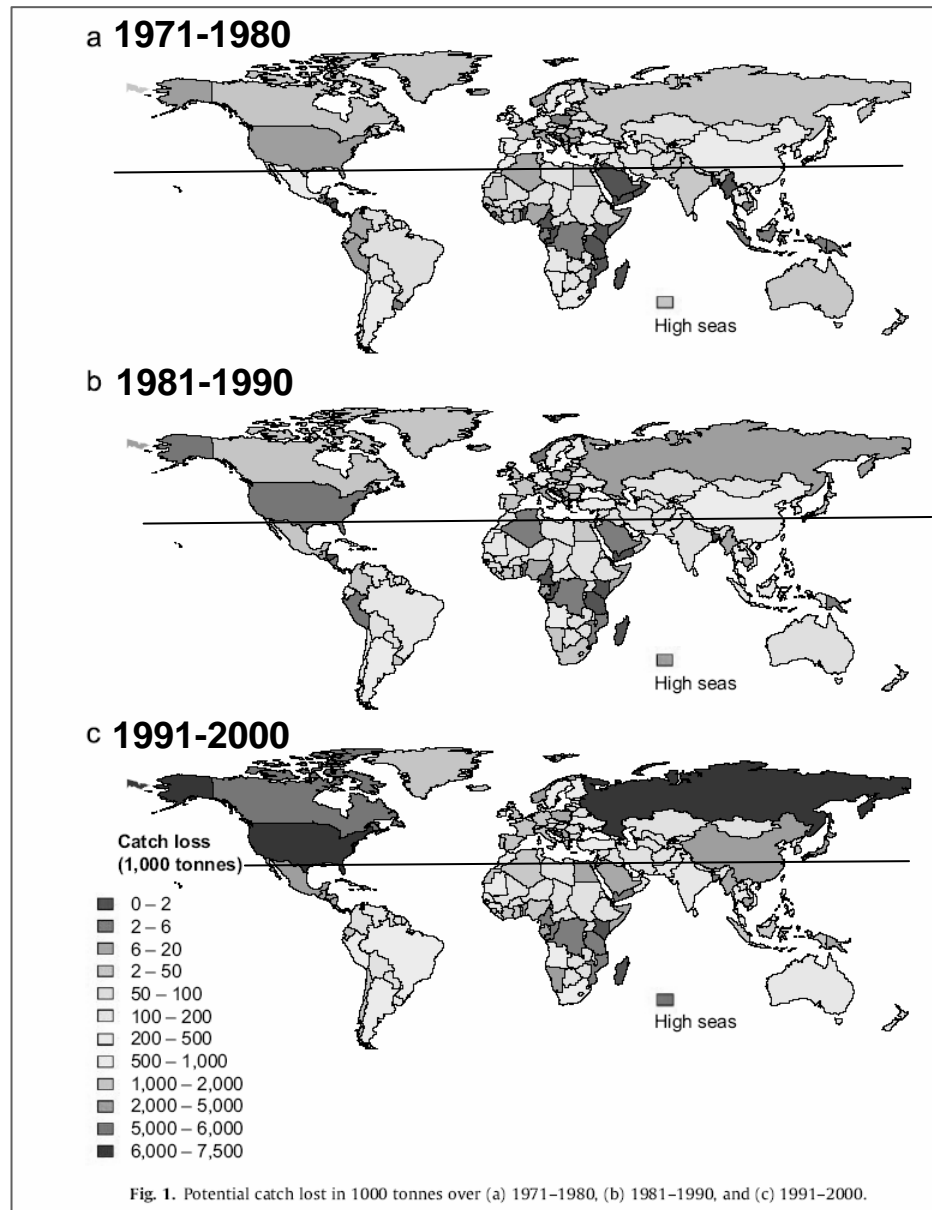 a 1971-1980
High seas
b 1981-1990
High seas
c 1991-2000
Catch loss
(1,000 tonnes)
0 – 2
2 – 6
6 – 20
2 – 50
50 – 100
100 – 200
200 – 500
500 – 1,000
1,000 – 2,000
2,000 – 5,000
5,000 – 6,000
6,000 – 7,500
High seas
Fig. 1. Potential catch lost in 1000 tonnes over (a) 1971–1980, (b) 1981–1990, and (c) 1991–2000.